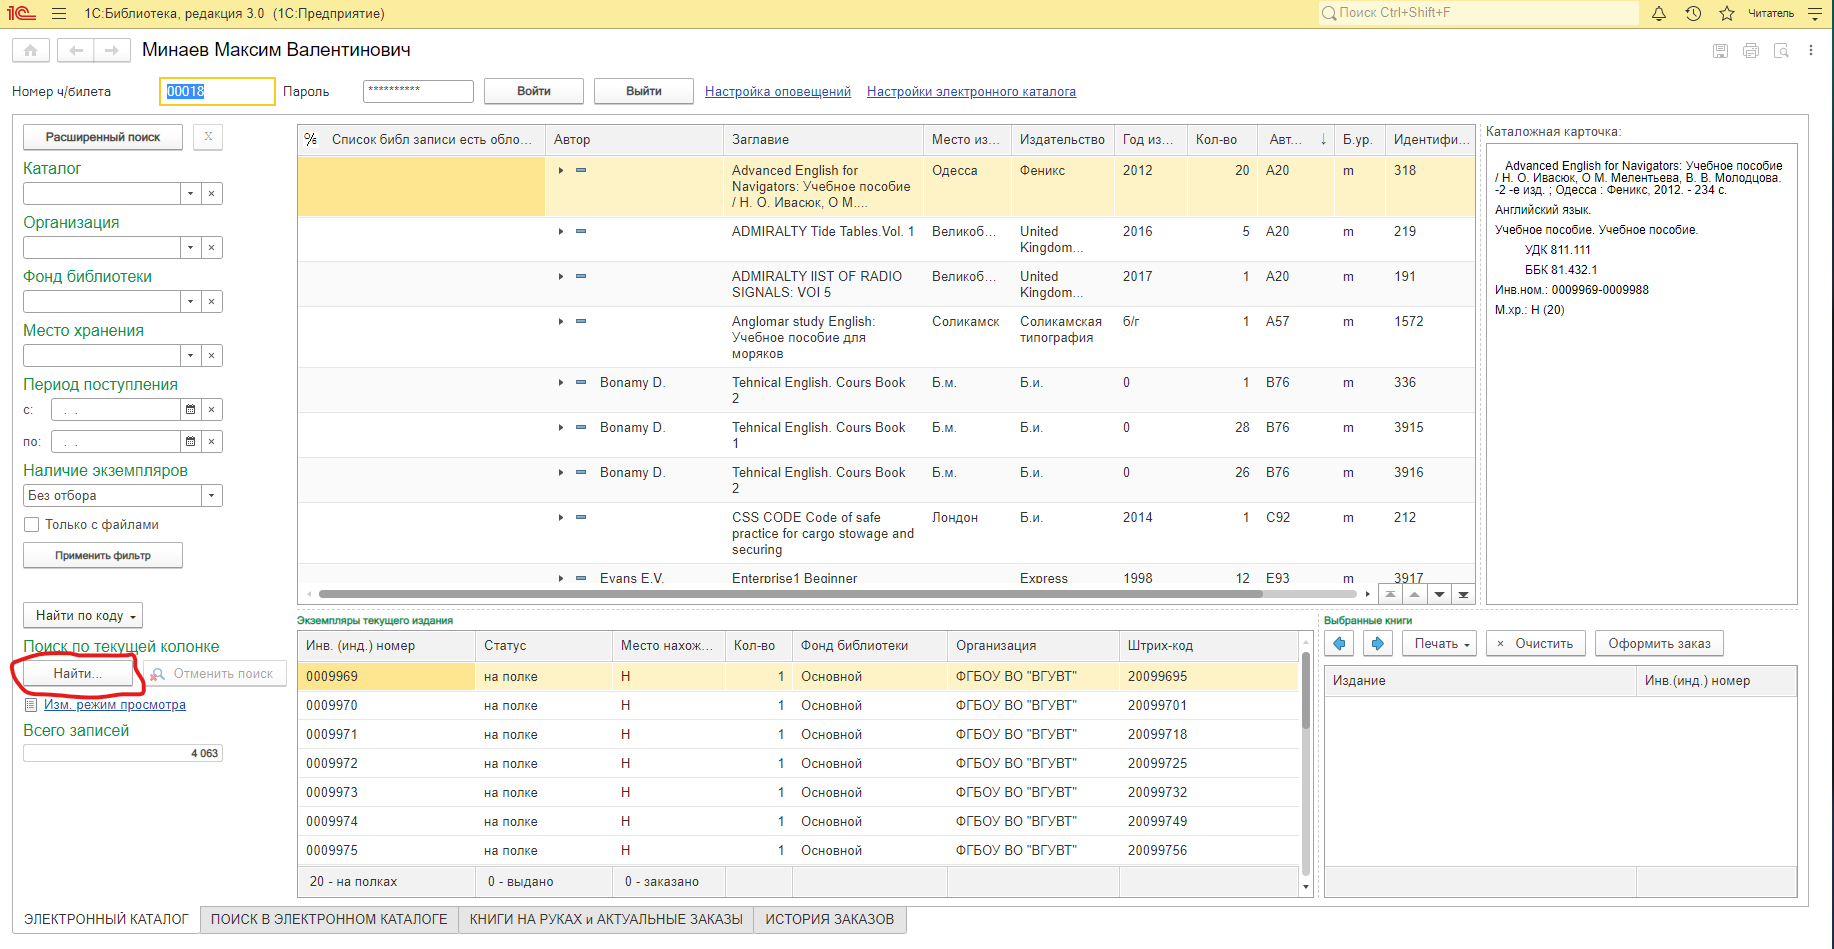 1С:Библиотека, редакция 3.0 (1С:Предприятие)
Поиск Ctrl+Shift+F
Читатель
Минаев Максим Валентинович
Номер ч/билета 00018 Пароль ********** Войти Выйти Настройка оповещений Настройки электронного каталога
Расширенный поиск X
Каталог
Организация
Фонд библиотеки
Место хранения
Период поступления
с: . .
по: . .
Наличие экземпляров
Без отбора
Только с файлами
Применить фильтр
Найти по коду
Поиск по текущей колонке
Найти... Отменить поиск
Изм. режим просмотра
Всего записей
4 063
% Список библ записи есть обло... Автор Заглавие Место из... Издательство Год из... Кол-во Авт... ↓ Б.ур. Идентифи...
Advanced English for Одесса Феникс 2012 20 А20 m 318
Navigators: Учебное пособие
/ Н. О. Ивасюк, О М....
ADMIRALTY Tide Tables.Vol. 1 Великоб... United 2016 5 А20 m 219
Kingdom...
ADMIRALTY lIST OF RADIO Великоб... United 2017 1 А20 m 191
SIGNALS: VOl 5 Kingdom...
Anglomar study English: Соликамск Соликамская б/г 1 А57 m 1572
Учебное пособие для типография
моряков
Bonamy D. Tehnical English. Cours Book Б.м. Б.и. 0 1 B76 m 336
2
Bonamy D. Tehnical English. Cours Book Б.м. Б.и. 0 28 B76 m 3915
1
Bonamy D. Tehnical English. Cours Book Б.м. Б.и. 0 26 B76 m 3916
2
CSS CODE Code of safe Лондон Б.и. 2014 1 C92 m 212
practice for cargo stowage and
securing
Evans E.V. Enterprise1 Beginner Express 1998 12 E93 m 3917
Каталожная карточка:
Advanced English for Navigators: Учебное пособие
/ Н. О. Ивасюк, О М. Мелентьева, В. В. Молодцова.
-2 -е изд. ; Одесса : Феникс, 2012. - 234 с.
Английский язык.
Учебное пособие. Учебное пособие.
УДК 811.111
ББК 81.432.1
Инв.ном.: 0009969-0009988
М.хр.: Н (20)
Экземпляры текущего издания
Инв. (инд.) номер Статус Место нахож... Кол-во Фонд библиотеки Организация Штрих-код
0009969 на полке Н 1 Основной ФГБОУ ВО "ВГУВТ" 20099695
0009970 на полке Н 1 Основной ФГБОУ ВО "ВГУВТ" 20099701
0009971 на полке Н 1 Основной ФГБОУ ВО "ВГУВТ" 20099718
0009972 на полке Н 1 Основной ФГБОУ ВО "ВГУВТ" 20099725
0009973 на полке Н 1 Основной ФГБОУ ВО "ВГУВТ" 20099732
0009974 на полке Н 1 Основной ФГБОУ ВО "ВГУВТ" 20099749
0009975 на полке Н 1 Основной ФГБОУ ВО "ВГУВТ" 20099756
20 - на полках 0 - выдано 0 - заказано
Выбранные книги
Печать × Очистить Оформить заказ
Издание Инв.(инд.) номер
ЭЛЕКТРОННЫЙ КАТАЛОГ ПОИСК В ЭЛЕКТРОННОМ КАТАЛОГЕ КНИГИ НА РУКАХ и АКТУАЛЬНЫЕ ЗАКАЗЫ ИСТОРИЯ ЗАКАЗОВ